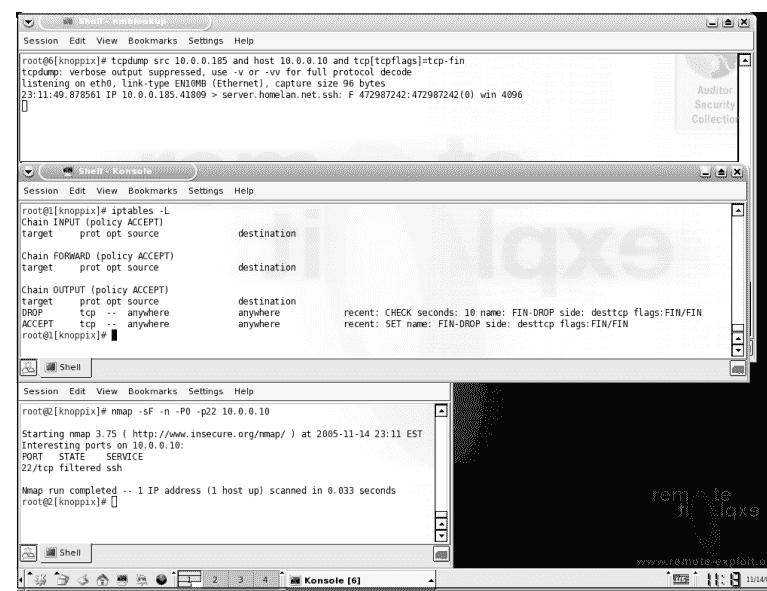 Shell - nmblookup
Session Edit View Bookmarks Settings Help
root@6[knoppix]# tcpdump src 10.0.0.185 and host 10.0.0.10 and tcp[tcpflags]=tcp-fin
tcpdump: verbose output suppressed, use -v or -vv for full protocol decode
listening on eth0, link-type EN10MB (Ethernet), capture size 96 bytes
23:11:49.878561 IP 10.0.0.185.41809 > server.homelan.net.ssh: F 472987242:472987242(0) win 4096
Auditor
Security
Collection
Shell - Konsole
Session Edit View Bookmarks Settings Help
root@1[knoppix]# iptables -L
Chain INPUT (policy ACCEPT)
target prot opt source destination
Chain FORWARD (policy ACCEPT)
target prot opt source destination
Chain OUTPUT (policy ACCEPT)
target prot opt source destination
DROP tcp -- anywhere anywhere recent: CHECK seconds: 10 name: FIN-DROP side: desttcp flags:FIN/FIN
ACCEPT tcp -- anywhere anywhere recent: SET name: FIN-DROP side: desttcp flags:FIN/FIN
root@1[knoppix]#
Shell
Session Edit View Bookmarks Settings Help
root@2[knoppix]# nmap -sF -n -P0 -p22 10.0.0.10
Starting nmap 3.75 ( http://www.insecure.org/nmap/ ) at 2005-11-14 23:11 EST
Interesting ports on 10.0.0.10:
PORT STATE SERVICE
22/tcp filtered ssh
Nmap run completed -- 1 IP address (1 host up) scanned in 0.033 seconds
root@2[knoppix]#
Shell
www.remote-exploit.o
1 2 3 4 Konsole [6] 11/14/